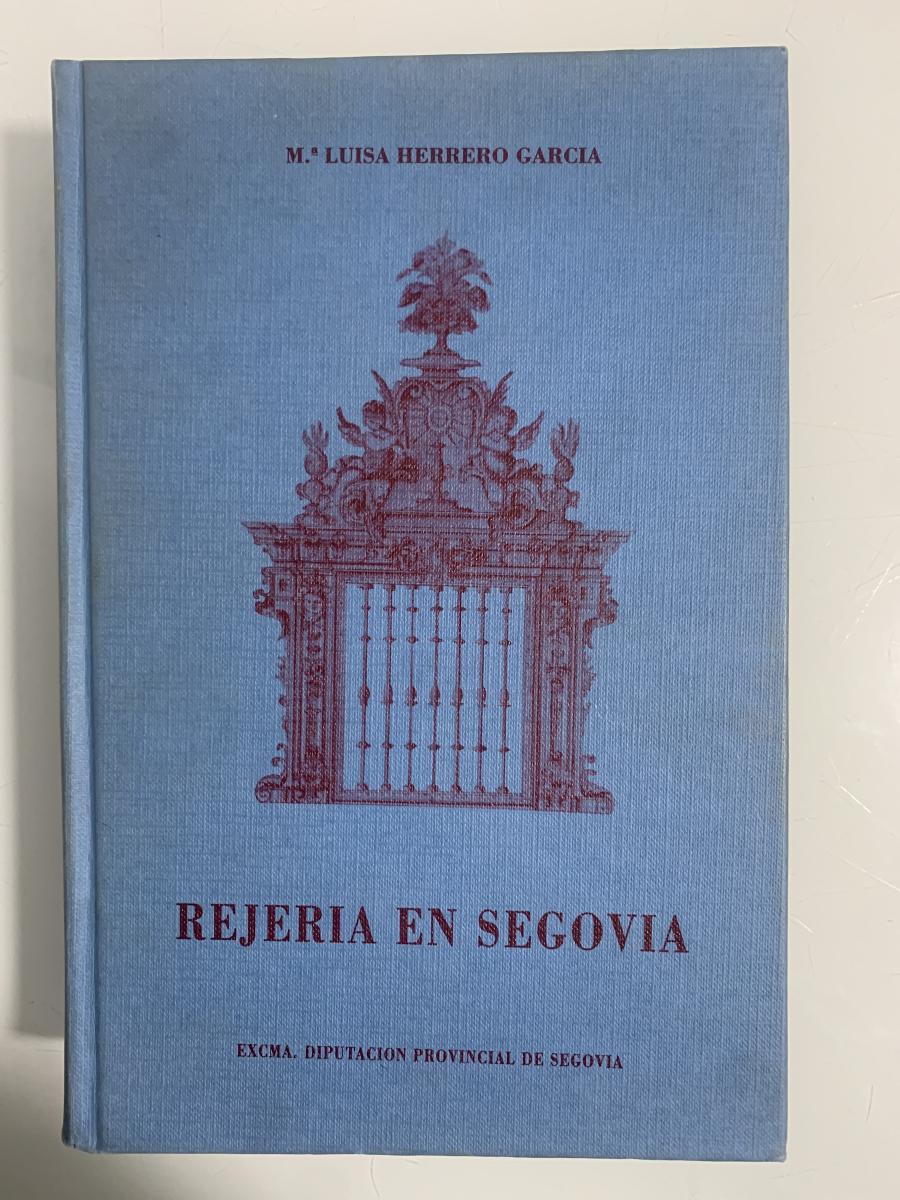 M.ª LUISA HERRERO GARCIA
REJERIA EN SEGOVIA
EXCMA. DIPUTACION PROVINCIAL DE SEGOVIA